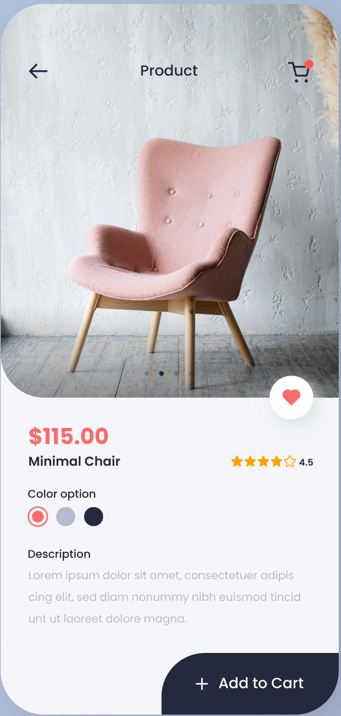 Product
$115.00
Minimal Chair
4.5
Color option
Description
Lorem ipsum dolor sit amet, consectetuer adipis
cing elit, sed diam nonummy nibh euismod tincid
unt ut laoreet dolore magna.
+ Add to Cart